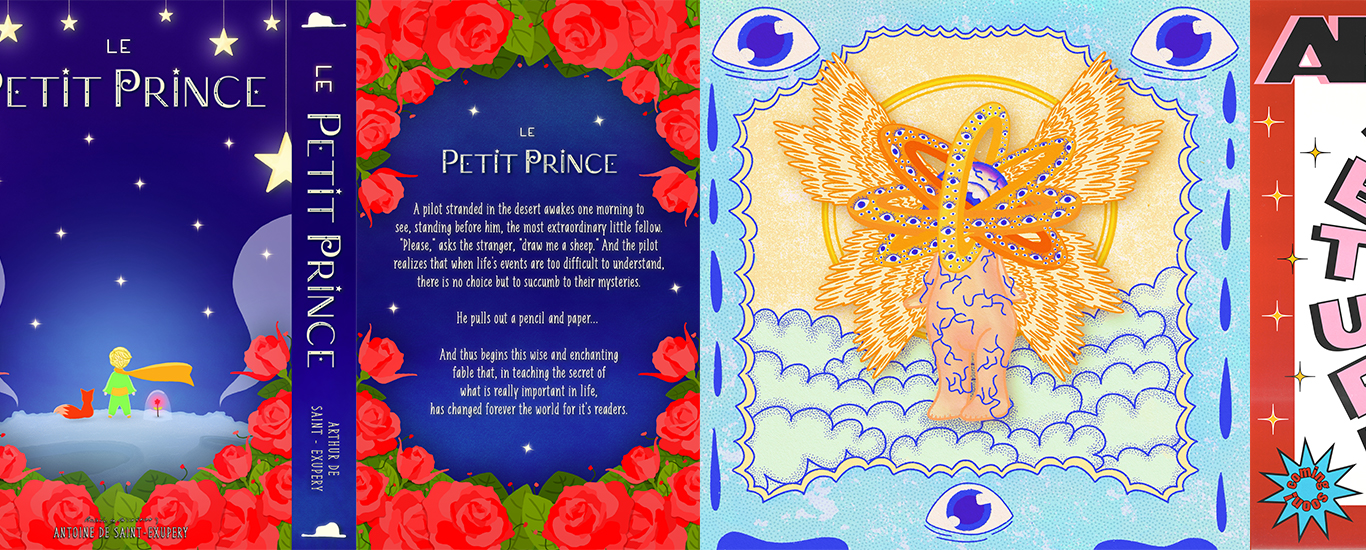 LE
PETIT PRINCE
ANTOINE DE SAINT-EXUPERY
LE PETIT PRINCE
ARTHUR DE
SAINT - EXUPERY
LE
PETIT PRINCE
A pilot stranded in the desert awakes one morning to
see, standing before him, the most extraordinary little fellow.
"Please," asks the stranger, "draw me a sheep." And the pilot
realizes that when life's events are too difficult to understand,
there is no choice but to succumb to their mysteries.
He pulls out a pencil and paper...
And thus begins this wise and enchanting
fable that, in teaching the secret of
what is really important in life,
has changed forever the world for it's readers.
coming
soon!